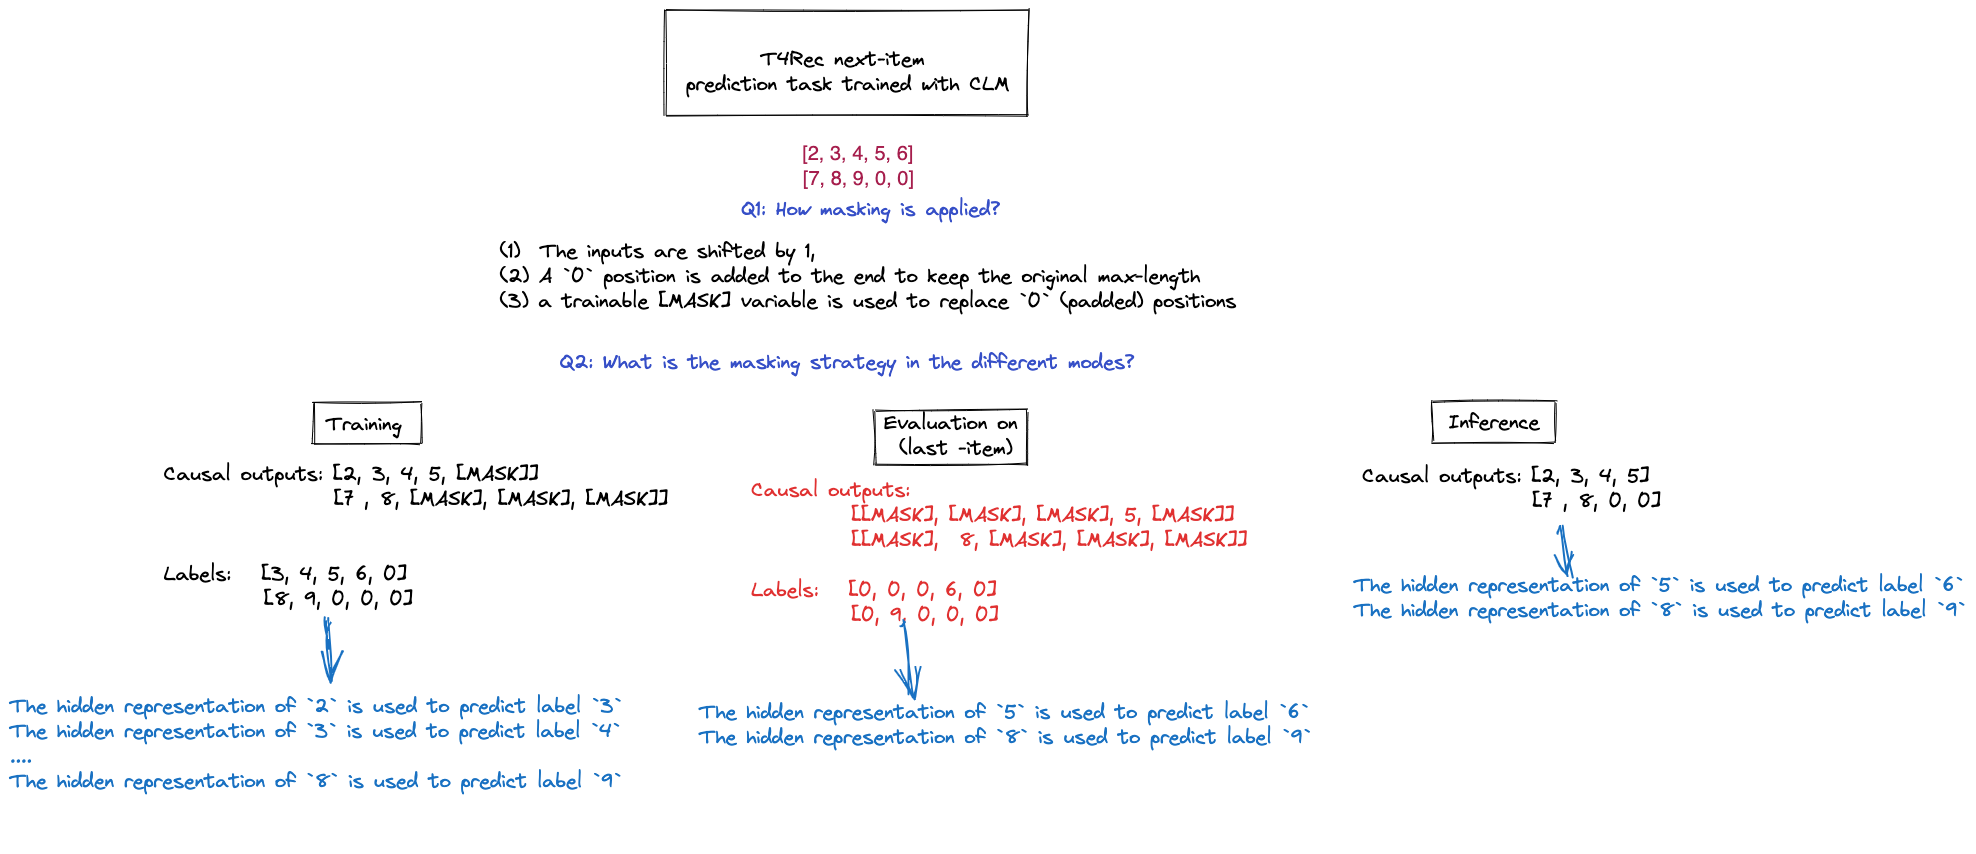 T4Rec next-item
prediction task trained with CLM
[2, 3, 4, 5, 6]
[7, 8, 9, 0, 0]
Q1: How masking is applied?
(1) The inputs are shifted by 1,
(2) A `0` position is added to the end to keep the original max-length
(3) a trainable [MASK] variable is used to replace `0` (padded) positions
Q2: What is the masking strategy in the different modes?
Training
Causal outputs: [2, 3, 4, 5, [MASK]]
[7 , 8, [MASK], [MASK], [MASK]]
Labels: [3, 4, 5, 6, 0]
[8, 9, 0, 0, 0]
The hidden representation of `2` is used to predict label `3`
The hidden representation of `3` is used to predict label `4`
....
The hidden representation of `8` is used to predict label `9`
Evaluation on
(last -item)
Causal outputs:
[[MASK], [MASK], [MASK], 5, [MASK]]
[[MASK], 8, [MASK], [MASK], [MASK]]
Labels: [0, 0, 0, 6, 0]
[0, 9, 0, 0, 0]
The hidden representation of `5` is used to predict label `6`
The hidden representation of `8` is used to predict label `9`
Inference
Causal outputs: [2, 3, 4, 5]
[7 , 8, 0, 0]
The hidden representation of `5` is used to predict label `6`
The hidden representation of `8` is used to predict label `9`